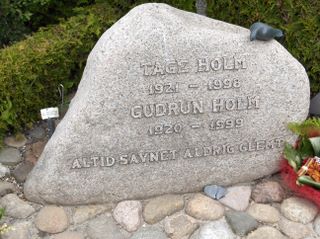 TAGE HOLM
1921 - 1998
GUDRUN HOLM
1920 - 1999
ALTID SAVNET ALDRIG GLEMT